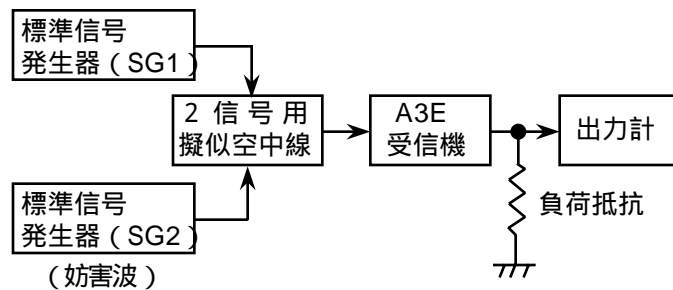 標準信号
発生器(SG1)
2 信 号 用
擬似空中線
A3E
受信機
出力計
負荷抵抗
標準信号
発生器(SG2)
(妨害波)